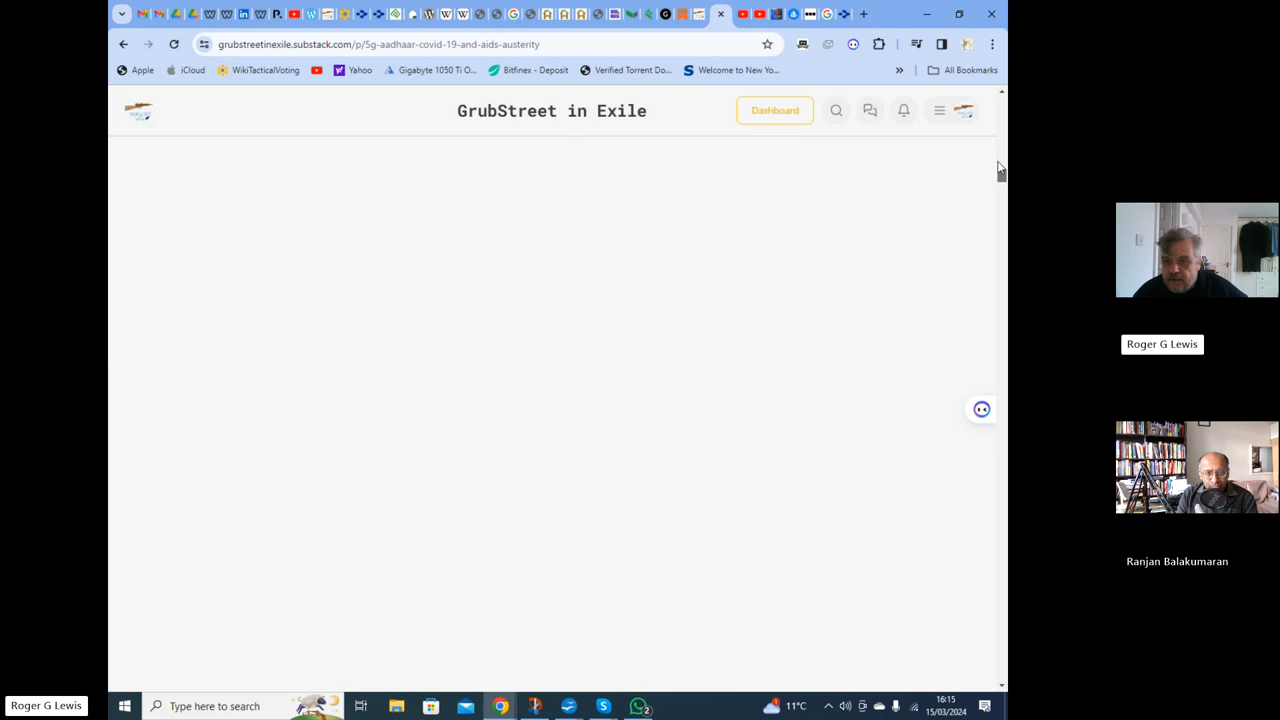 grubstreetinexile.substack.com/p/5g-aadhaar-covid-19-and-aids-austerity
Apple
iCloud
WikiTacticalVoting
Yahoo
Gigabyte 1050 Ti O...
Bitfinex - Deposit
Verified Torrent Do...
Welcome to New Yo...
»
All Bookmarks
GrubStreet in Exile
Dashboard
Roger G Lewis
Ranjan Balakumaran
Roger G Lewis
Type here to search
2
11°C
16:15
15/03/2024